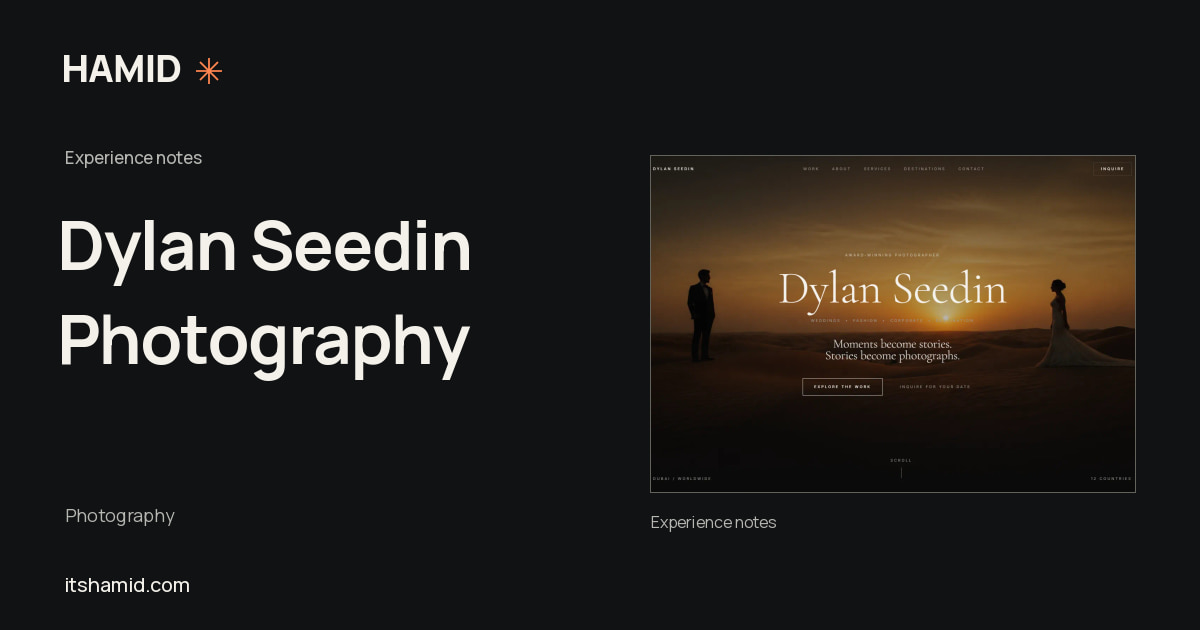 HAMID
Experience notes
Dylan Seedin
Photography
Photography
itshamid.com
DYLAN SEEDIN
WORK ABOUT SERVICES DESTINATIONS CONTACT
INQUIRE
AWARD-WINNING PHOTOGRAPHER
Dylan Seedin
WEDDINGS • FASHION • CORPORATE •
Moments become stories.
Stories become photographs.
EXPLORE THE WORK
INQUIRE FOR YOUR DATE
SCROLL
DUBAI / WORLDWIDE
12 COUNTRIES
Experience notes